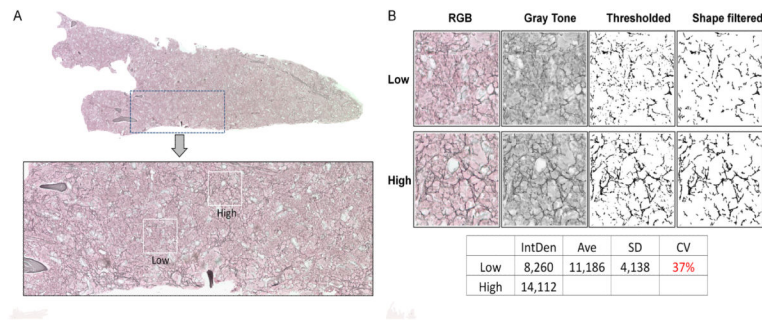 A
High
Low
B
RGB Gray Tone Thresholded Shape filtered
Low
High
IntDen Ave SD CV
Low 8,260 11,186 4,138 37%
High 14,112